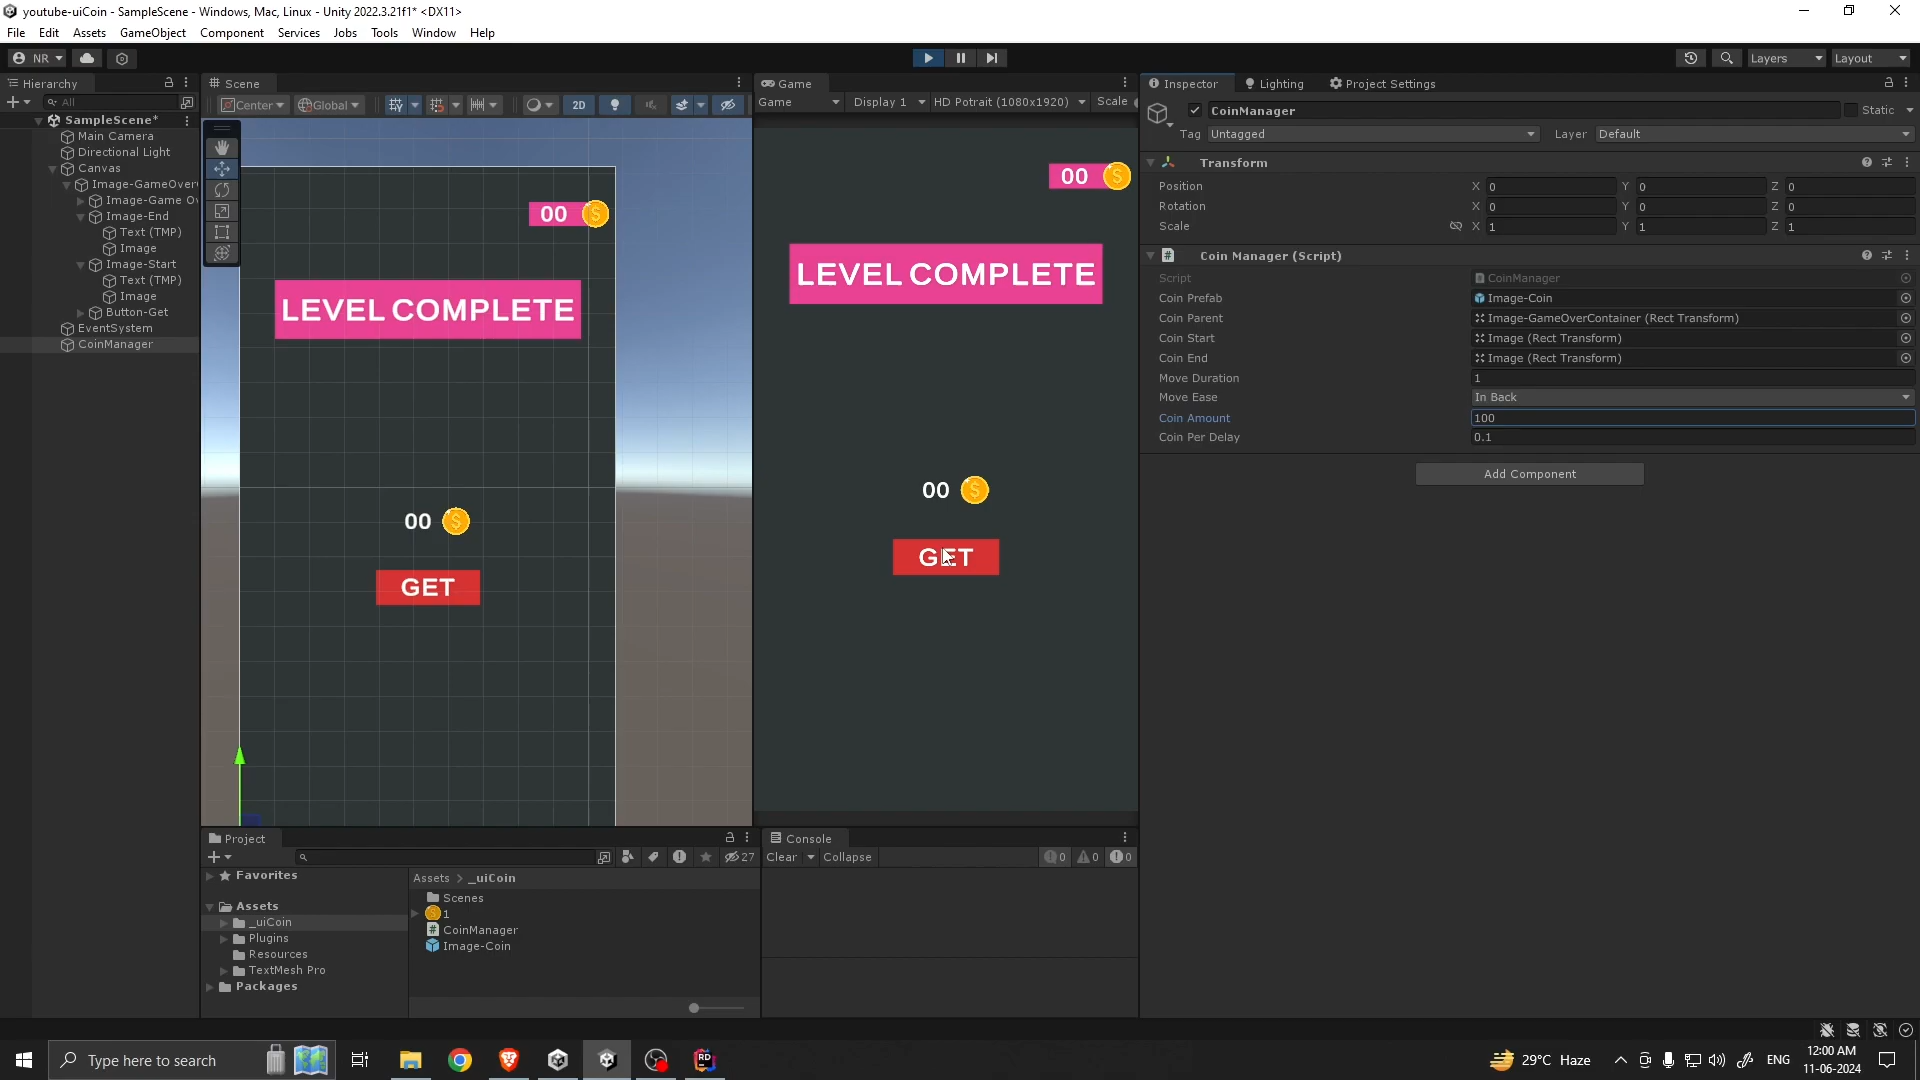 youtube-uiCoin - SampleScene - Windows, Mac, Linux - Unity 2022.3.21f1* <DX11>
File Edit Assets GameObject Component Services Jobs Tools Window Help
NR Layers Layout
Hierarchy
All
SampleScene*
Main Camera
Directional Light
Canvas
Image-GameOver
Image-Game O
Image-End
Text (TMP)
Image
Image-Start
Text (TMP)
Image
Button-Get
EventSystem
CoinManager
Scene
Center Global 2D
00
LEVEL COMPLETE
00
GET
Game
Game Display 1 HD Potrait (1080x1920) Scale
00
LEVEL COMPLETE
00
GET
Inspector Lighting Project Settings
CoinManager Static
Tag Untagged Layer Default
Transform
Position X 0 Y 0 Z 0
Rotation X 0 Y 0 Z 0
Scale X 1 Y 1 Z 1
Coin Manager (Script)
Script CoinManager
Coin Prefab Image-Coin
Coin Parent Image-GameOverContainer (Rect Transform)
Coin Start Image (Rect Transform)
Coin End Image (Rect Transform)
Move Duration 1
Move Ease In Back
Coin Amount 100
Coin Per Delay 0.1
Add Component
Project
27
Favorites
Assets
_uiCoin
Plugins
Resources
TextMesh Pro
Packages
Assets > _uiCoin
Scenes
1
CoinManager
Image-Coin
Console
Clear Collapse 0 0 0
Type here to search
RD
29°C Haze
ENG
12:00 AM
11-06-2024